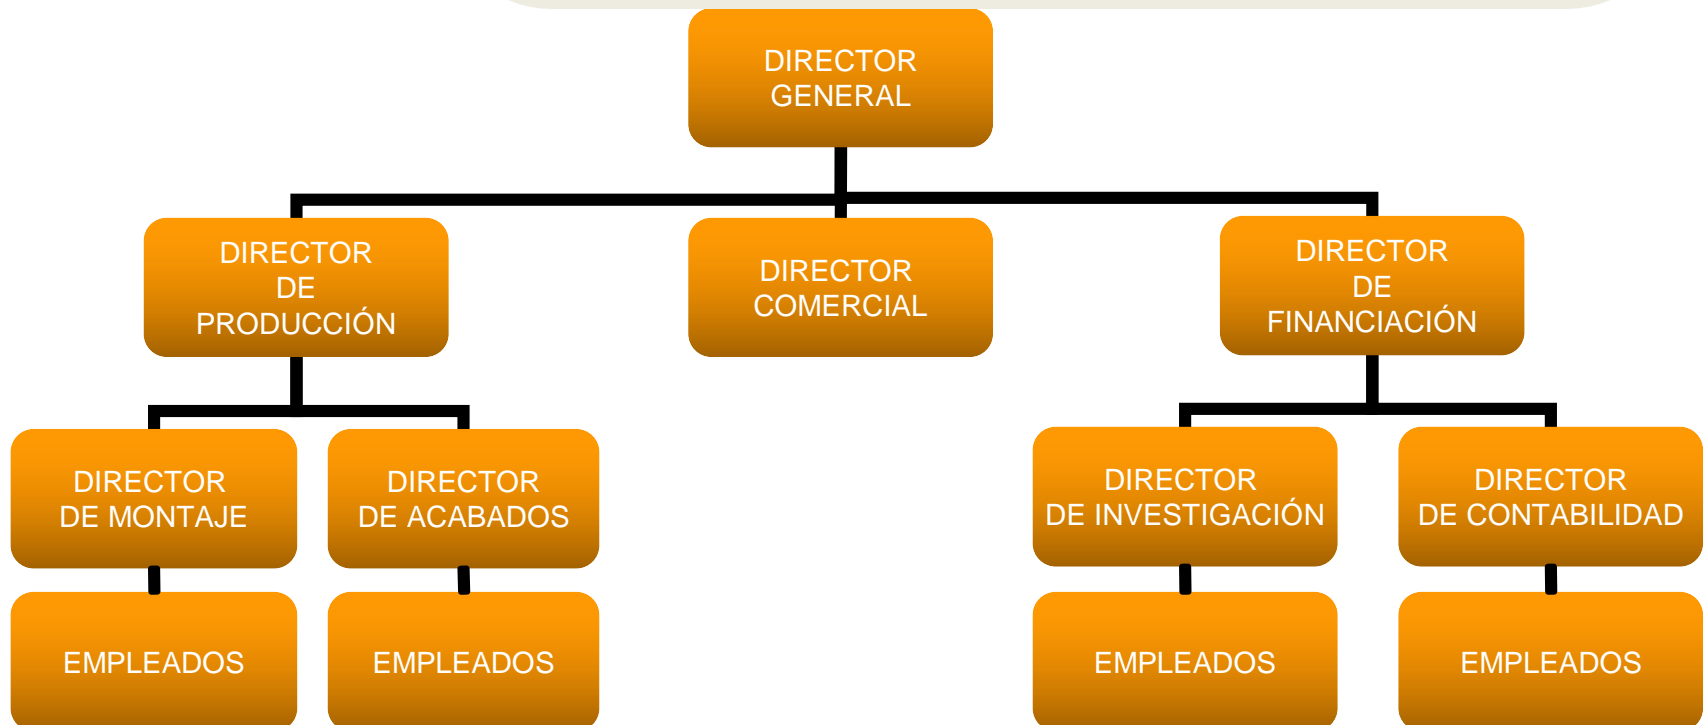 DIRECTOR
GENERAL
DIRECTOR
DE
PRODUCCIÓN
DIRECTOR
COMERCIAL
DIRECTOR
DE
FINANCIACIÓN
DIRECTOR
DE MONTAJE
DIRECTOR
DE ACABADOS
DIRECTOR
DE INVESTIGACIÓN
DIRECTOR
DE CONTABILIDAD
EMPLEADOS
EMPLEADOS
EMPLEADOS
EMPLEADOS